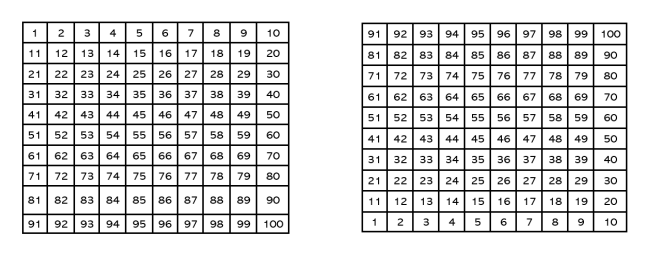 1 2 3 4 5 6 7 8 9 10
11 12 13 14 15 16 17 18 19 20
21 22 23 24 25 26 27 28 29 30
31 32 33 34 35 36 37 38 39 40
41 42 43 44 45 46 47 48 49 50
51 52 53 54 55 56 57 58 59 60
61 62 63 64 65 66 67 68 69 70
71 72 73 74 75 76 77 78 79 80
81 82 83 84 85 86 87 88 89 90
91 92 93 94 95 96 97 98 99 100
91 92 93 94 95 96 97 98 99 100
81 82 83 84 85 86 87 88 89 90
71 72 73 74 75 76 77 78 79 80
61 62 63 64 65 66 67 68 69 70
51 52 53 54 55 56 57 58 59 60
41 42 43 44 45 46 47 48 49 50
31 32 33 34 35 36 37 38 39 40
21 22 23 24 25 26 27 28 29 30
11 12 13 14 15 16 17 18 19 20
1 2 3 4 5 6 7 8 9 10